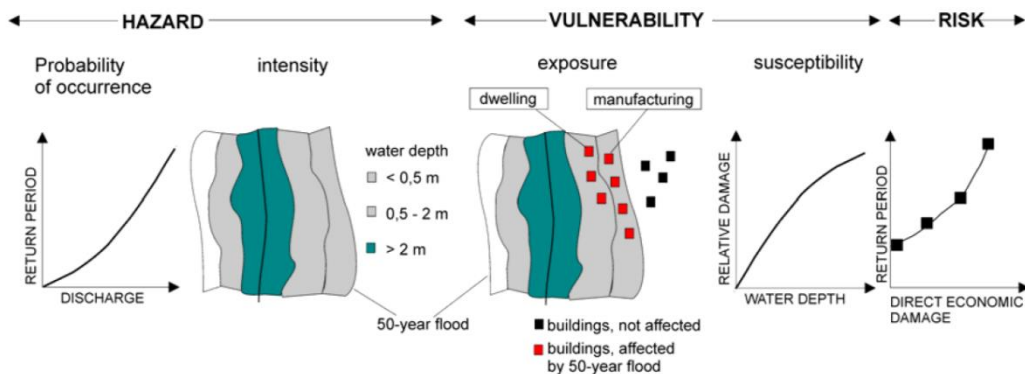 HAZARD
VULNERABILITY
RISK
Probability
of occurrence
intensity
exposure
susceptibility
dwelling
manufacturing
water depth
< 0,5 m
0,5 - 2 m
> 2 m
RETURN PERIOD
DISCHARGE
50-year flood
buildings, not affected
buildings, affected
by 50-year flood
RELATIVE DAMAGE
WATER DEPTH
RETURN PERIOD
DIRECT ECONOMIC
DAMAGE